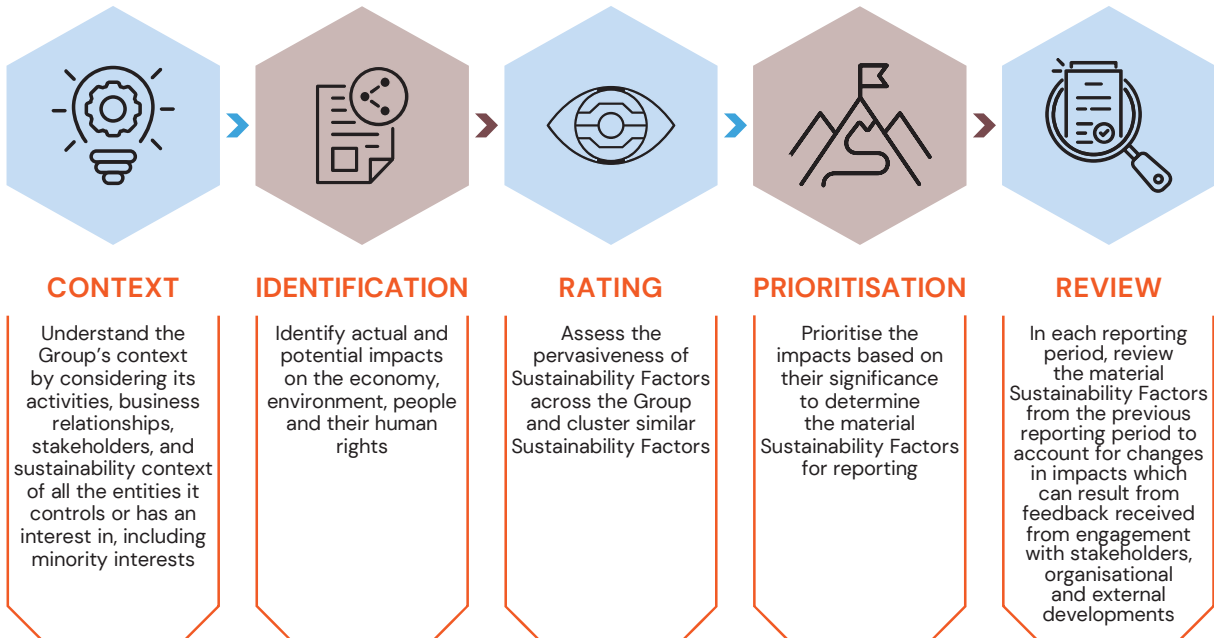 CONTEXT
Understand the
Group's context
by considering its
activities, business
relationships,
stakeholders, and
sustainability context
of all the entities it
controls or has an
interest in, including
minority interests
IDENTIFICATION
Identify actual and
potential impacts
on the economy,
environment, people
and their human
rights
RATING
Assess the
pervasiveness of
Sustainability Factors
across the Group
and cluster similar
Sustainability Factors
PRIORITISATION
Prioritise the
impacts based on
their significance
to determine
the material
Sustainability Factors
for reporting
REVIEW
In each reporting
period, review
the material
Sustainability Factors
from the previous
reporting period to
account for changes
in impacts which
can result from
feedback received
from engagement
with stakeholders,
organisational
and external
developments